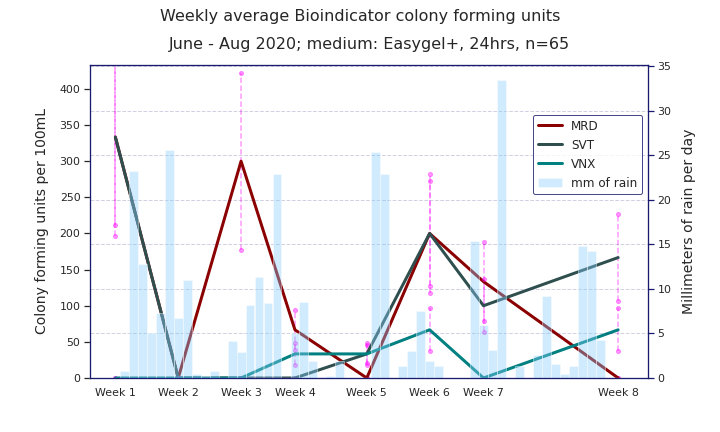 Weekly average Bioindicator colony forming units
June - Aug 2020; medium: Easygel+, 24hrs, n=65
Colony forming units per 100mL
400
350
300
250
200
150
100
50
0
Week 1
Week 2
Week 3
Week 4
Week 5
Week 6
Week 7
Week 8
MRD
SVT
VNX
mm of rain
35
30
25
20
15
10
5
0
Millimeters of rain per day